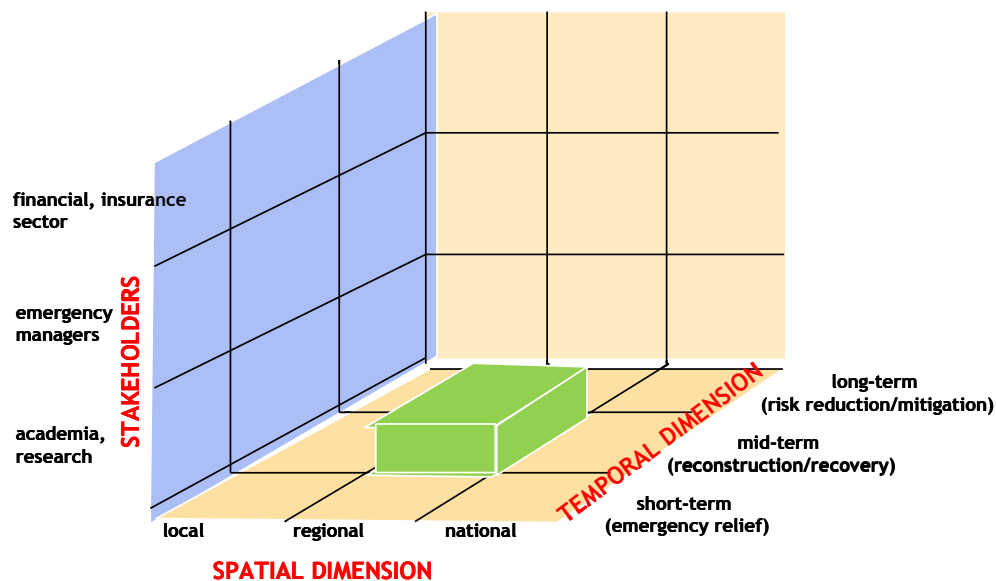 financial, insurance
sector
emergency
managers
STAKEHOLDERS
academia,
research
long-term
(risk reduction/mitigation)
TEMPORAL DIMENSION
mid-term
(reconstruction/recovery)
short-term
(emergency relief)
local
regional
national
SPATIAL DIMENSION